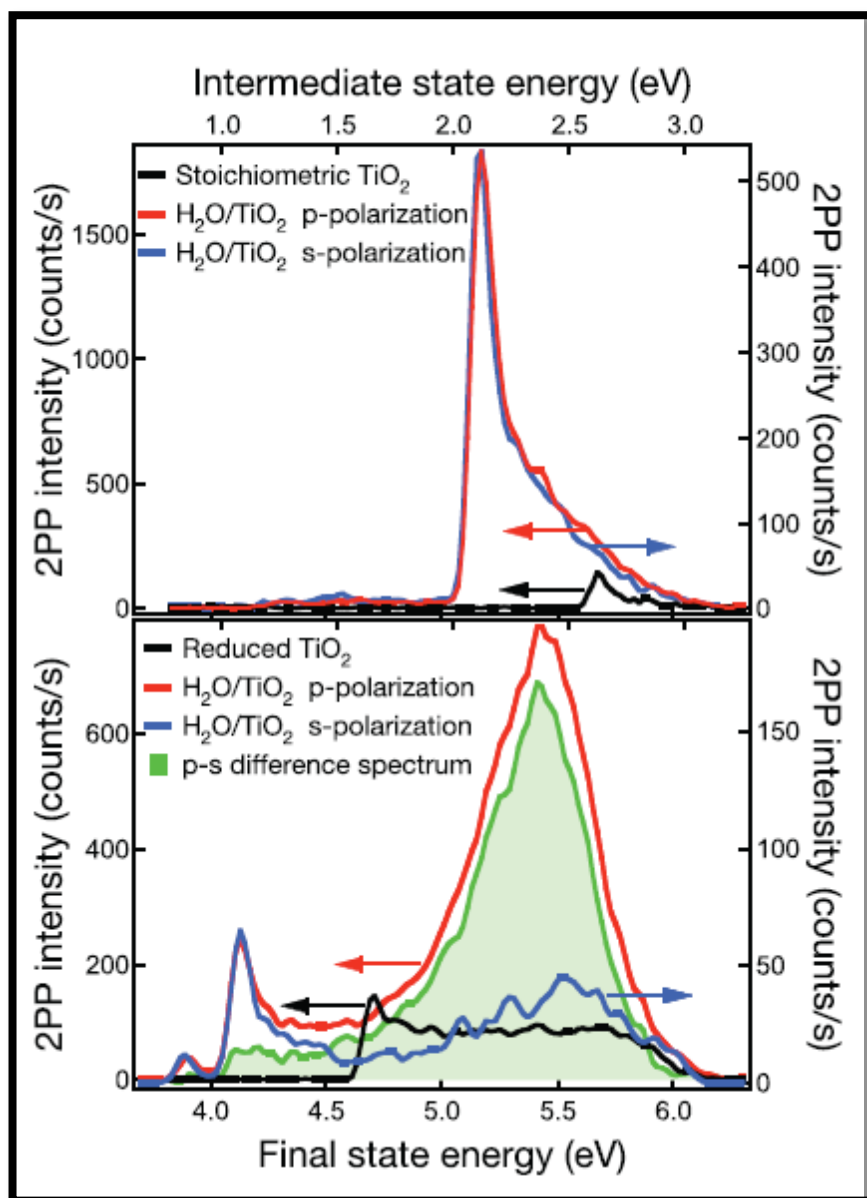 Intermediate state energy (eV)
1.0 1.5 2.0 2.5 3.0
Stoichiometric TiO₂
H₂O/TiO₂ p-polarization
H₂O/TiO₂ s-polarization
2PP intensity (counts/s)
1500
1000
500
0
2PP intensity (counts/s)
500
400
300
200
100
0
Reduced TiO₂
H₂O/TiO₂ p-polarization
H₂O/TiO₂ s-polarization
p-s difference spectrum
2PP intensity (counts/s)
600
400
200
0
2PP intensity (counts/s)
150
100
50
0
4.0 4.5 5.0 5.5 6.0
Final state energy (eV)